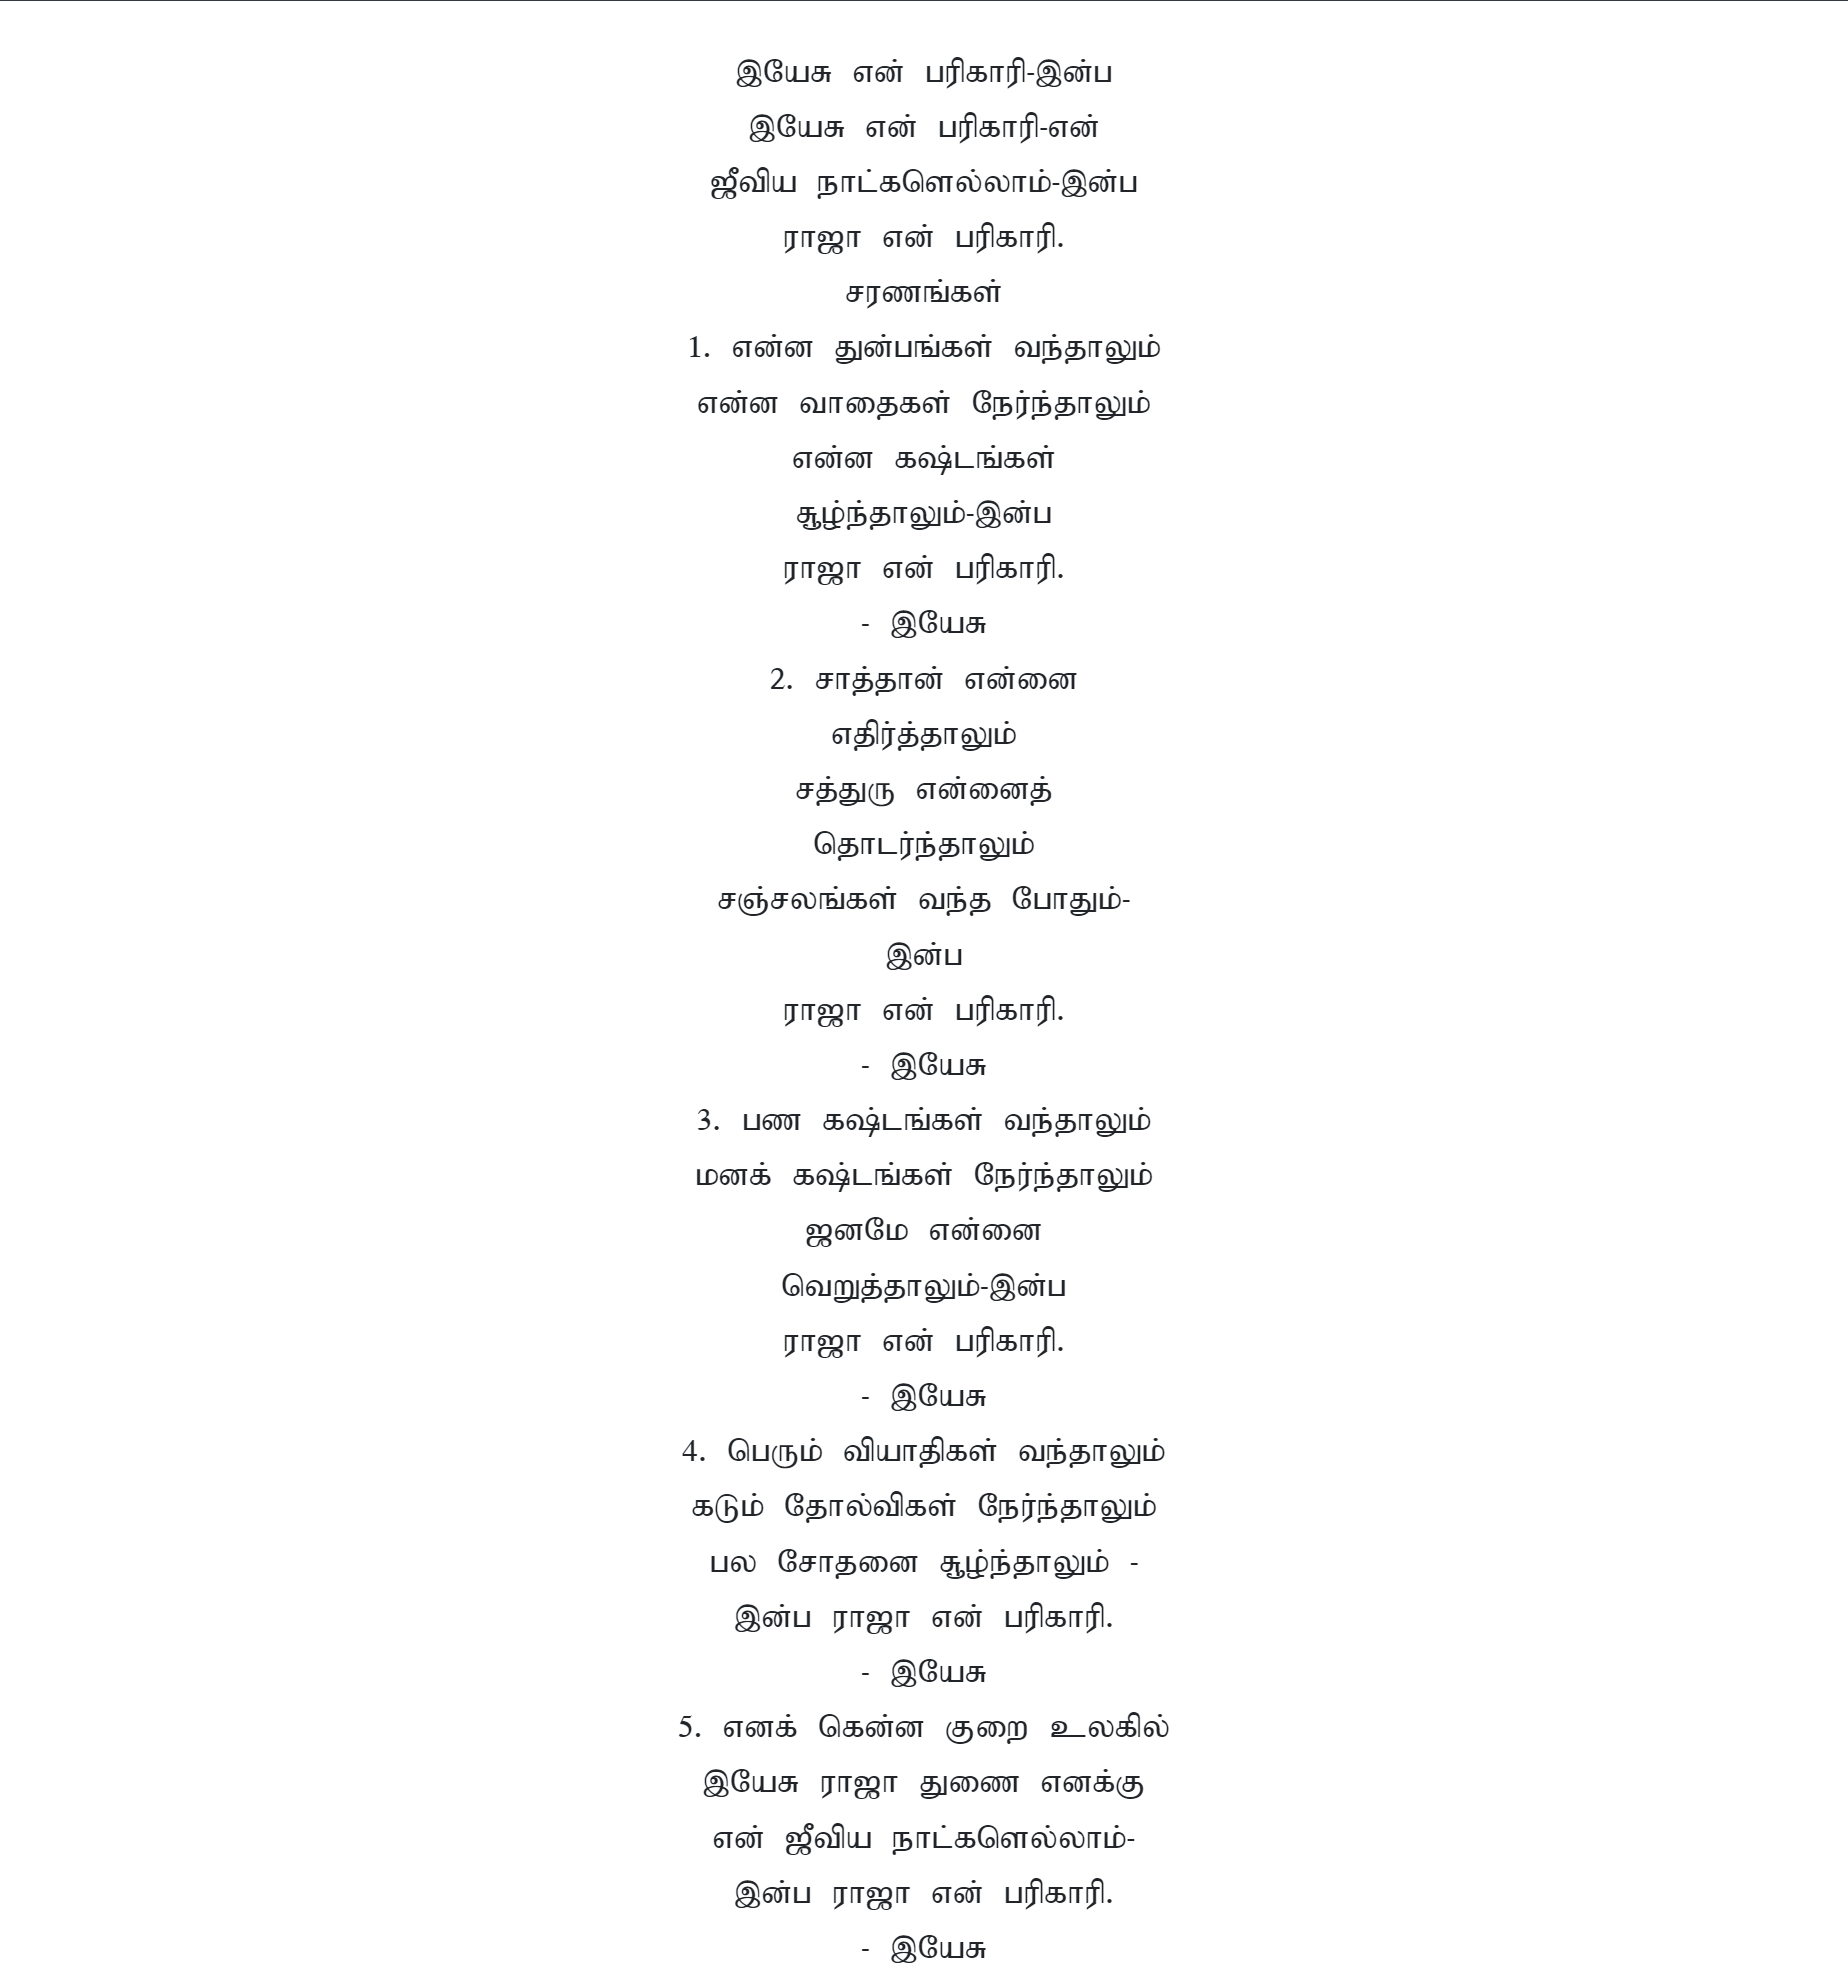 இயேசு என் பரிகாரி-இன்ப
இயேசு என் பரிகாரி-என்
ஜீவிய நாட்களெல்லாம்-இன்ப
ராஜா என் பரிகாரி.
சரணங்கள்
1. என்ன துன்பங்கள் வந்தாலும்
என்ன வாதைகள் நேர்ந்தாலும்
என்ன கஷ்டங்கள்
சூழ்ந்தாலும்-இன்ப
ராஜா என் பரிகாரி.
- இயேசு
2. சாத்தான் என்னை
எதிர்த்தாலும்
சத்துரு என்னைத்
தொடர்ந்தாலும்
சஞ்சலங்கள் வந்த போதும்-
இன்ப
ராஜா என் பரிகாரி.
- இயேசு
3. பண கஷ்டங்கள் வந்தாலும்
மனக் கஷ்டங்கள் நேர்ந்தாலும்
ஜனமே என்னை
வெறுத்தாலும்-இன்ப
ராஜா என் பரிகாரி.
- இயேசு
4. பெரும் வியாதிகள் வந்தாலும்
கடும் தோல்விகள் நேர்ந்தாலும்
பல சோதனை சூழ்ந்தாலும் -
இன்ப ராஜா என் பரிகாரி.
- இயேசு
5. எனக் கென்ன குறை உலகில்
இயேசு ராஜா துணை எனக்கு
என் ஜீவிய நாட்களெல்லாம்-
இன்ப ராஜா என் பரிகாரி.
- இயேசு